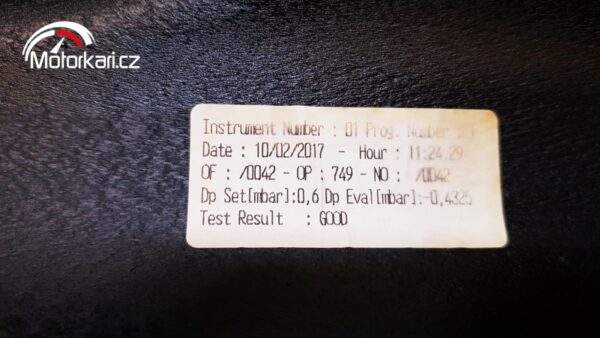 Motorkari.cz
Instrument Number : 01 Prog. Number :
Date : 10/02/2017 - Hour : 11:24.29
OF : /0042 - OP : 749 - NO : /0042
Dp Set[mbar]:0,6 Dp Eval[mbar]:-0,4325
Test Result : GOOD